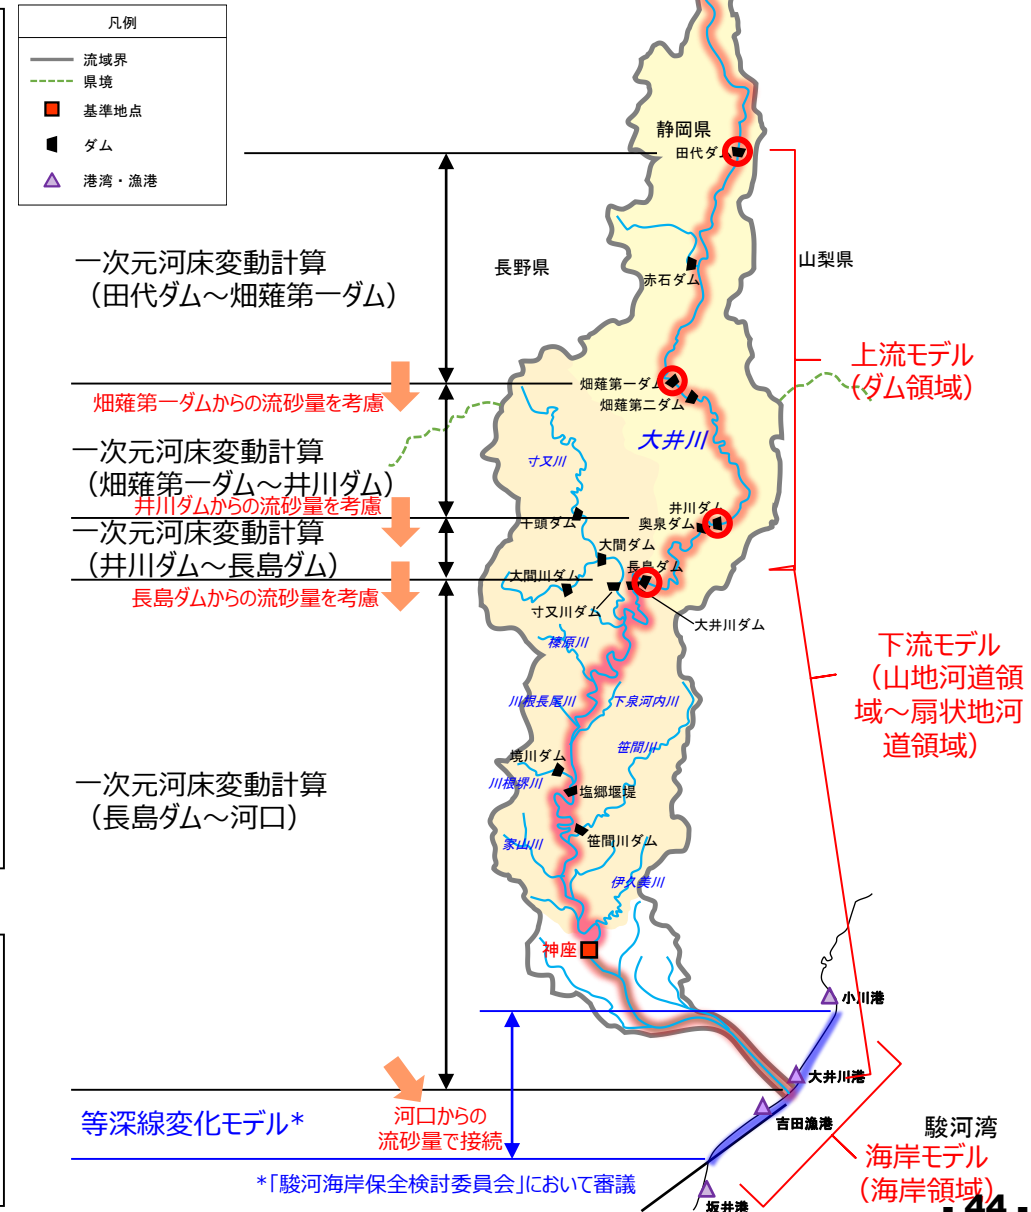 凡例
流域界
県境
基準地点
ダム
港湾・漁港
静岡県
田代ダム
一次元河床変動計算
（田代ダム～畑薙第一ダム）
長野県
山梨県
赤石ダム
上流モデル
（ダム領域）
畑薙第一ダム
畑薙第一ダムからの流砂量を考慮
畑薙第二ダム
大井川
一次元河床変動計算
（畑薙第一ダム～井川ダム）
寸又川
井川ダムからの流砂量を考慮
井川ダム
千頭ダム
奥泉ダム
一次元河床変動計算
（井川ダム～長島ダム）
大間ダム
長島ダム
大間川ダム
長島ダムからの流砂量を考慮
寸又川ダム
大井川ダム
榛原川
下流モデル
（山地河道領
域～扇状地河
道領域）
川根長尾川
下泉河内川
笹間川
境川ダム
川根境川
塩郷堰堤
一次元河床変動計算
（長島ダム～河口）
笹間川ダム
家山川
伊久美川
神座
小川港
大井川港
河口からの
流砂量で接続
等深線変化モデル*
吉田漁港
駿河湾
海岸モデル
（海岸領域）
*「駿河海岸保全検討委員会」において審議
坂井港
- 44 -